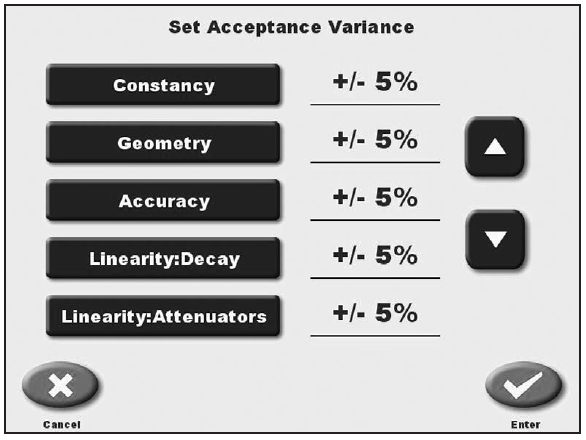 Set Acceptance Variance
Constancy +/- 5%
Geometry +/- 5%
Accuracy +/- 5%
Linearity:Decay +/- 5%
Linearity:Attenuators +/- 5%
Cancel Enter